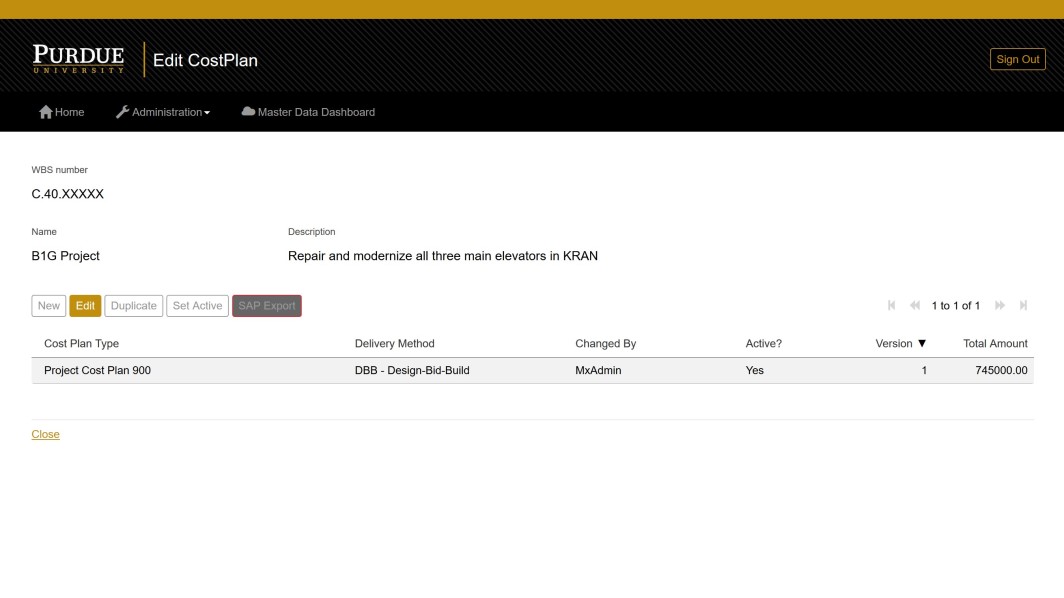 PURDUE
UNIVERSITY
Edit CostPlan
Sign Out
Home
Administration
Master Data Dashboard
WBS number
C.40.XXXXX
Name
Description
B1G Project
Repair and modernize all three main elevators in KRAN
New Edit Duplicate Set Active SAP Export
1 to 1 of 1
Cost Plan Type Delivery Method Changed By Active? Version ▼ Total Amount
Project Cost Plan 900 DBB - Design-Bid-Build MxAdmin Yes 1 745000.00
Close